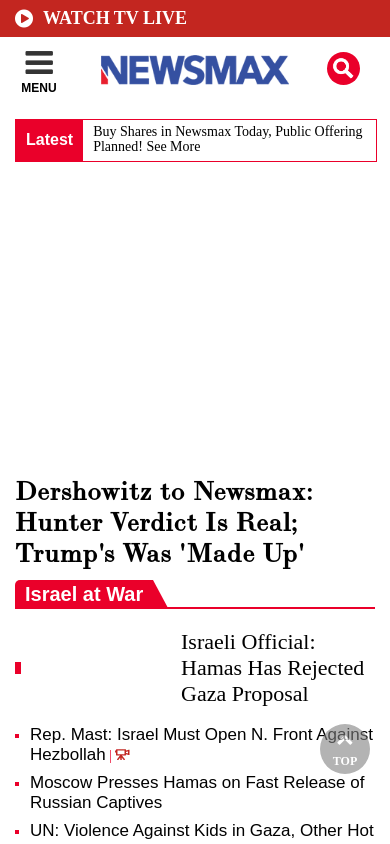 WATCH TV LIVE
MENU
NEWSMAX
Latest
Buy Shares in Newsmax Today, Public Offering
Planned! See More
Dershowitz to Newsmax:
Hunter Verdict Is Real;
Trump's Was 'Made Up'
Israel at War
Israeli Official:
Hamas Has Rejected
Gaza Proposal
Rep. Mast: Israel Must Open N. Front Against
Hezbollah |
TOP
Moscow Presses Hamas on Fast Release of
Russian Captives
UN: Violence Against Kids in Gaza, Other Hot